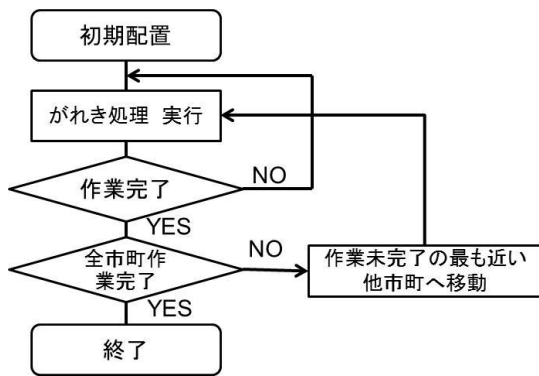 初期配置
がれき処理 実行
作業完了
NO
YES
全市町作
業完了
NO
作業未完了の最も近い
他市町へ移動
YES
終了